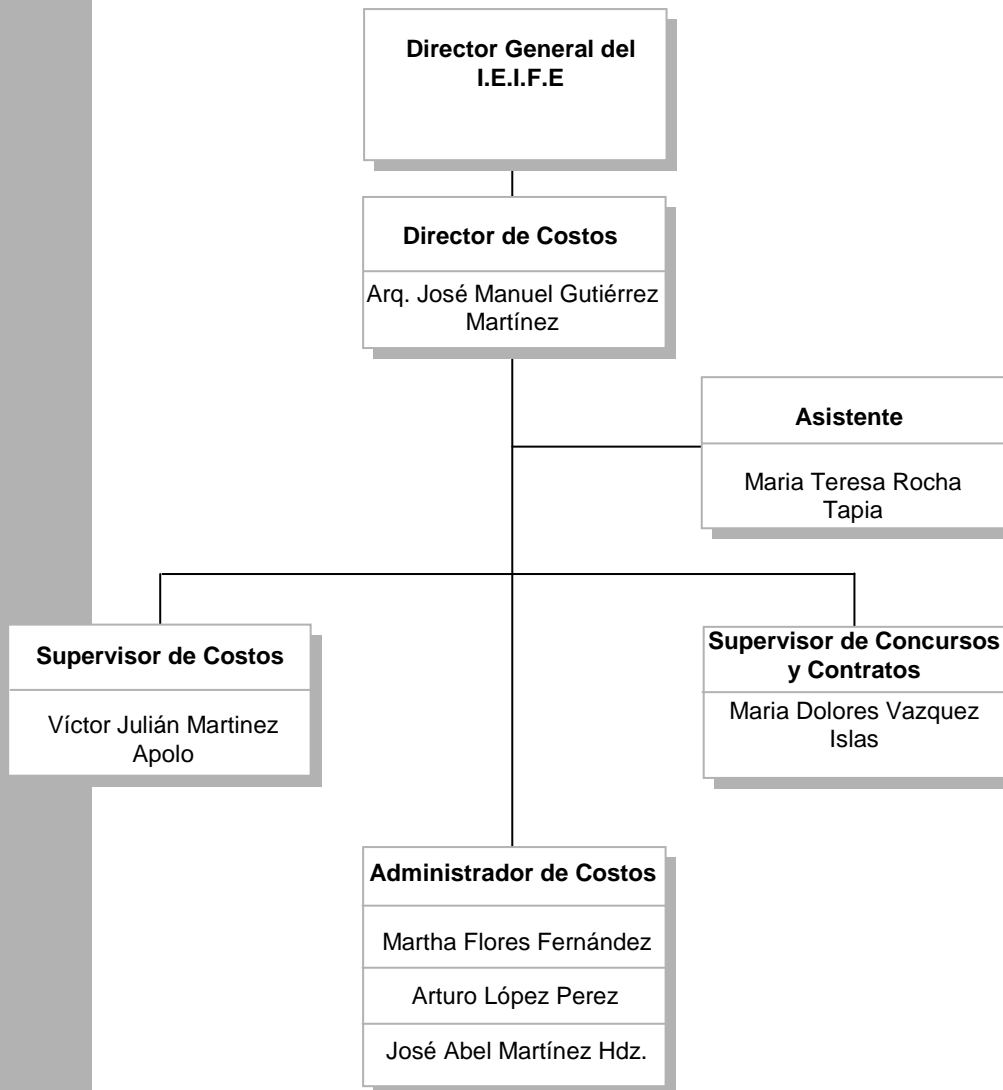 Director General del
I.E.I.F.E
Director de Costos
Arq. José Manuel Gutiérrez
Martínez
Asistente
Maria Teresa Rocha
Tapia
Supervisor de Costos
Víctor Julián Martinez
Apolo
Supervisor de Concursos
y Contratos
Maria Dolores Vazquez
Islas
Administrador de Costos
Martha Flores Fernández
Arturo López Perez
José Abel Martínez Hdz.